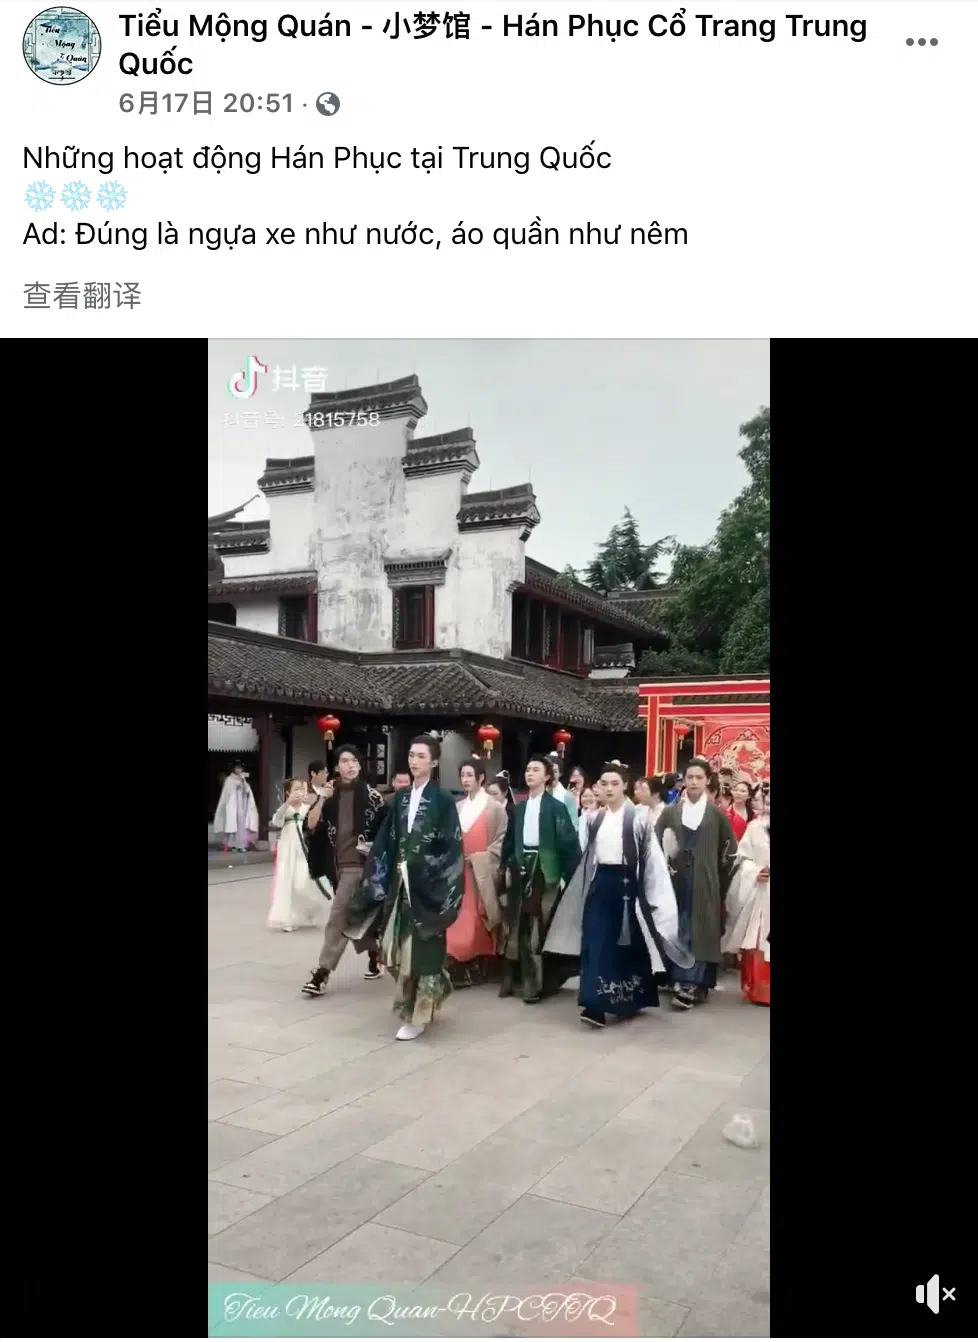 Tiểu Mộng Quán - 小梦馆 - Hán Phục Cổ Trang Trung
Quốc
6月17日 20:51 ·
Những hoạt động Hán Phục tại Trung Quốc
❄️❄️❄️
Ad: Đúng là ngựa xe như nước, áo quần như nêm
查看翻译
抖音
抖音号: 21815758
Tieu Mong Quan-HPCTTQ